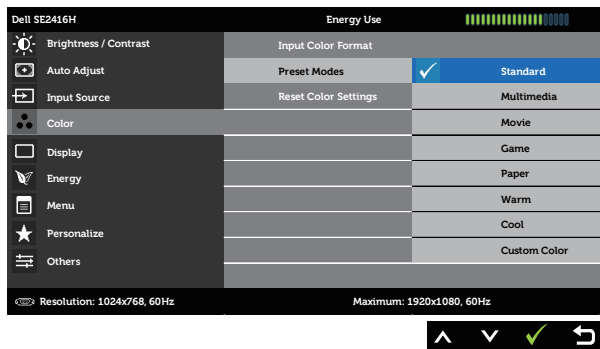 Dell SE2416H Energy Use
Brightness / Contrast Input Color Format
Auto Adjust Preset Modes Standard
Input Source Reset Color Settings Multimedia
Color Movie
Display Game
Energy Paper
Menu Warm
Personalize Cool
Others Custom Color
Resolution: 1024x768, 60Hz Maximum: 1920x1080, 60Hz